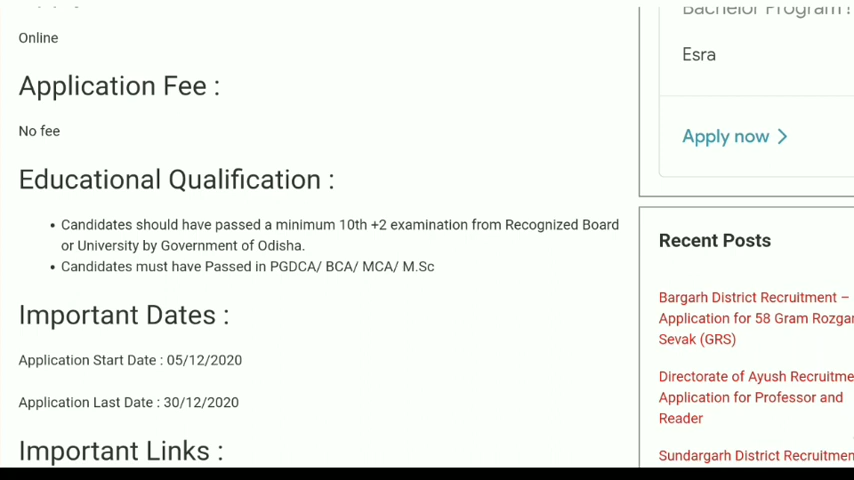 Online
Application Fee :
No fee
Educational Qualification :
Candidates should have passed a minimum 10th +2 examination from Recognized Board
or University by Government of Odisha.
Candidates must have Passed in PGDCA/ BCA/ MCA/ M.Sc
Important Dates :
Application Start Date : 05/12/2020
Application Last Date : 30/12/2020
Important Links :
Bachelor Program!
Esra
Apply now
Recent Posts
Bargarh District Recruitment –
Application for 58 Gram Rozgar
Sevak (GRS)
Directorate of Ayush Recruitme
Application for Professor and
Reader
Sundargarh District Recruitmen